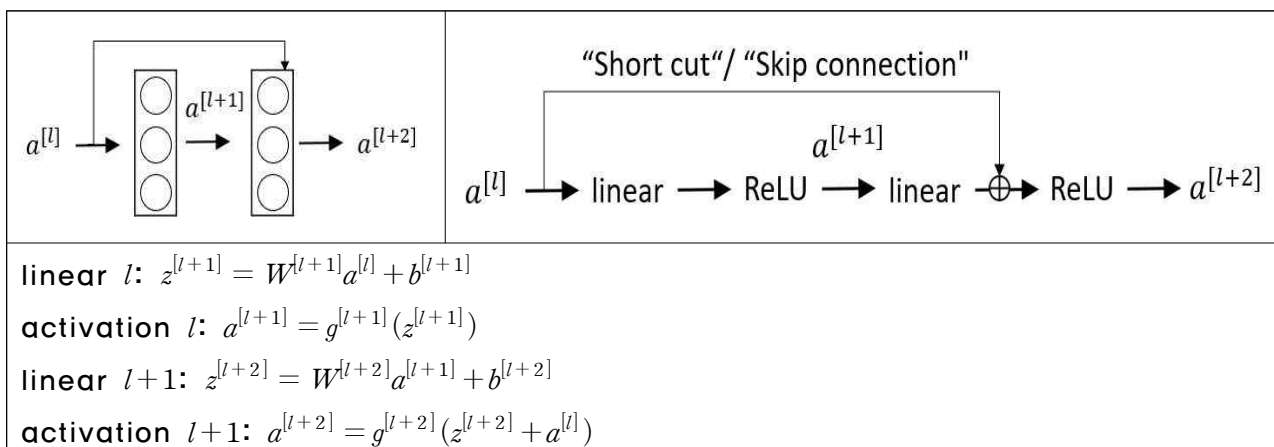 a^{[l]} a^{[l+1]} a^{[l+2]}
“Short cut“/ “Skip connection"
a^{[l+1]}
a^{[l]} linear ReLU linear ⊕ ReLU a^{[l+2]}
linear l: z^{[l+1]} = W^{[l+1]}a^{[l]} + b^{[l+1]}
activation l: a^{[l+1]} = g^{[l+1]}(z^{[l+1]})
linear l+1: z^{[l+2]} = W^{[l+2]}a^{[l+1]} + b^{[l+2]}
activation l+1: a^{[l+2]} = g^{[l+2]}(z^{[l+2]} + a^{[l]})